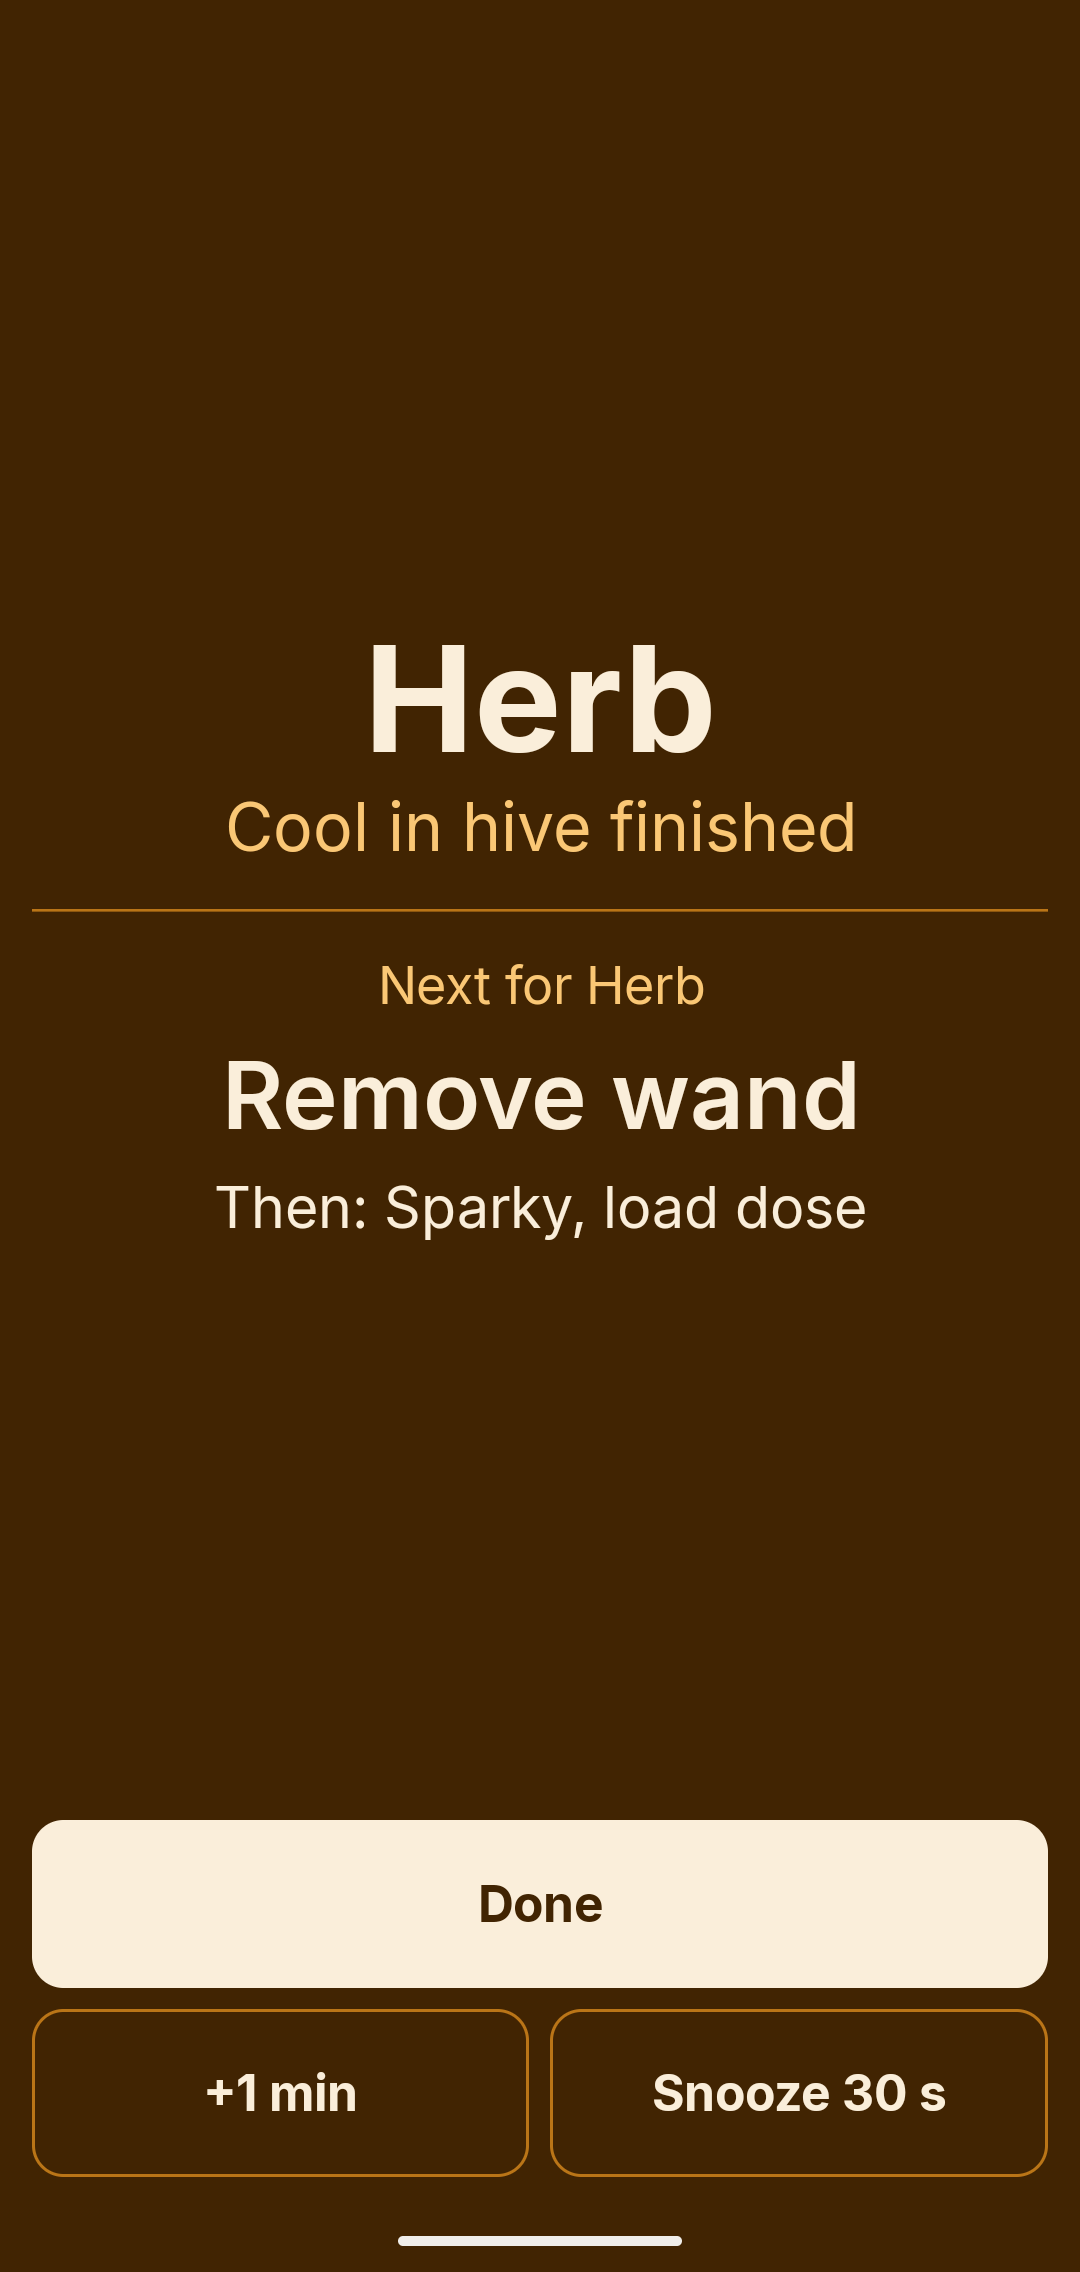 Herb
Cool in hive finished
Next for Herb
Remove wand
Then: Sparky, load dose
Done
+1 min
Snooze 30 s